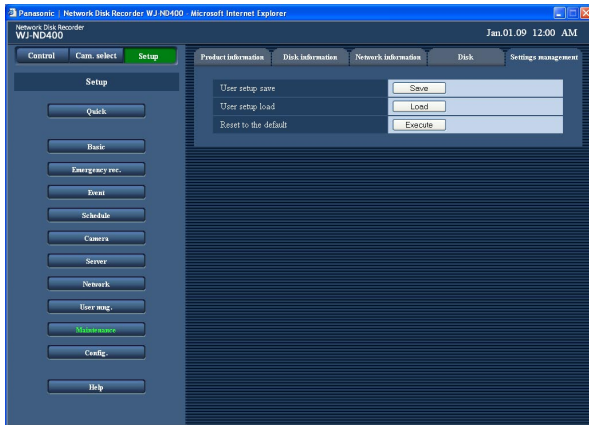 Panasonic | Network Disk Recorder WJ-ND400 - Microsoft Internet Explorer
Network Disk Recorder
WJ-ND400
Jan.01.09 12:00 AM
Control Cam. select Setup
Product information Disk information Network information Disk Settings management
Setup
User setup save Save
User setup load Load
Reset to the default Execute
Quick
Basic
Emergency rec.
Event
Schedule
Camera
Server
Network
User mng.
Maintenance
Config.
Help